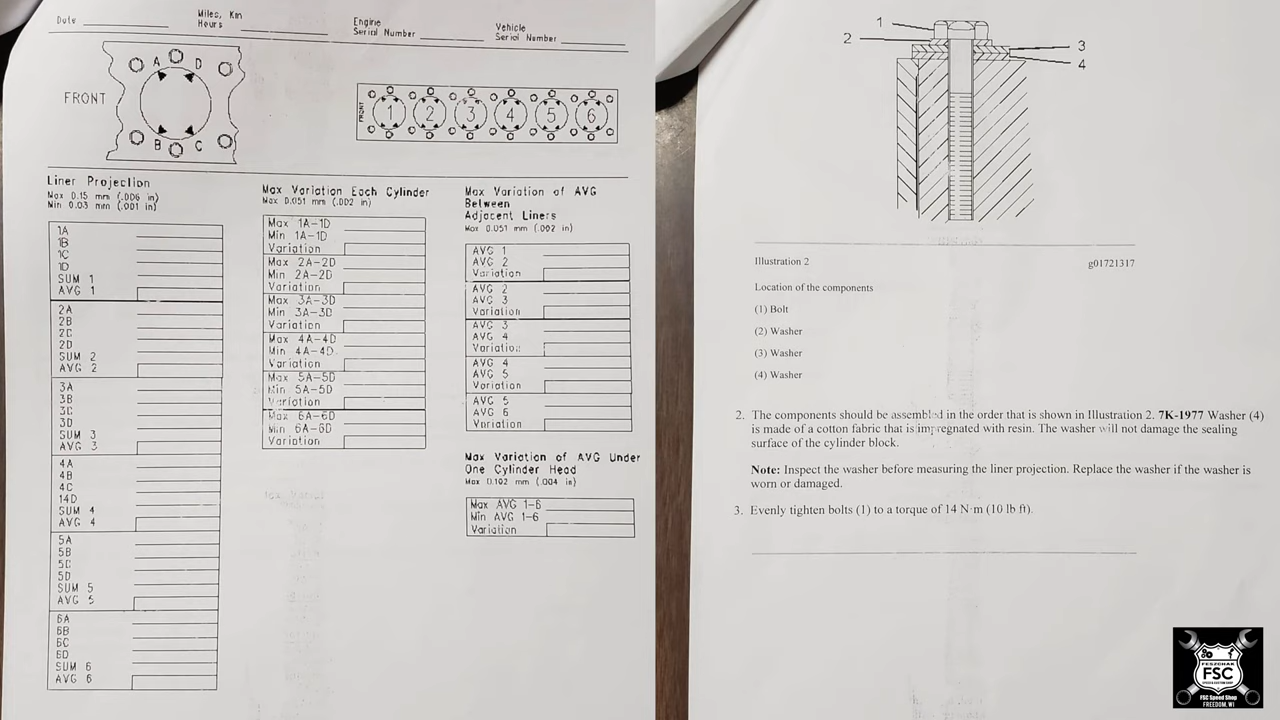 Date
Miles, Km
Hours
Engine
Serial Number
Vehicle
Serial Number
FRONT
A D
B C
FRONT
1 2 3 4 5 6
Liner Projection
Max 0.15 mm (.006 in)
Min 0.03 mm (.001 in)
1A
1B
1C
1D
SUM 1
AVG 1
2A
2B
2C
2D
SUM 2
AVG 2
3A
3B
3C
3D
SUM 3
AVG 3
4A
4B
4C
14D
SUM 4
AVG 4
5A
5B
5C
5D
SUM 5
AVG 5
6A
6B
6C
6D
SUM 6
AVG 6
Max Variation Each Cylinder
Max 0.051 mm (.002 in)
Max 1A-1D
Min 1A-1D
Variation
Max 2A-2D
Min 2A-2D
Variation
Max 3A-3D
Min 3A-3D
Variation
Max 4A-4D
Min 4A-4D
Variation
Max 5A-5D
Min 5A-5D
Variation
Max 6A-6D
Min 6A-6D
Variation
Max Variation of AVG
Between
Adjacent Liners
Max 0.051 mm (.002 in)
AVG 1
AVG 2
Variation
AVG 2
AVG 3
Variation
AVG 3
AVG 4
Variation
AVG 4
AVG 5
Variation
AVG 5
AVG 6
Variation
Max Variation of AVG Under
One Cylinder Head
Max 0.102 mm (.004 in)
Max AVG 1-6
Min AVG 1-6
Variation
1
2
3
4
Illustration 2 g01721317
Location of the components
(1) Bolt
(2) Washer
(3) Washer
(4) Washer
2. The components should be assembled in the order that is shown in Illustration 2. 7K-1977 Washer (4)
is made of a cotton fabric that is impregnated with resin. The washer will not damage the sealing
surface of the cylinder block.
Note: Inspect the washer before measuring the liner projection. Replace the washer if the washer is
worn or damaged.
3. Evenly tighten bolts (1) to a torque of 14 N·m (10 lb ft).
FESZCHAK
FSC
SPEED & CUSTOM SHOP
FSC Speed Shop
FREEDOM, WI